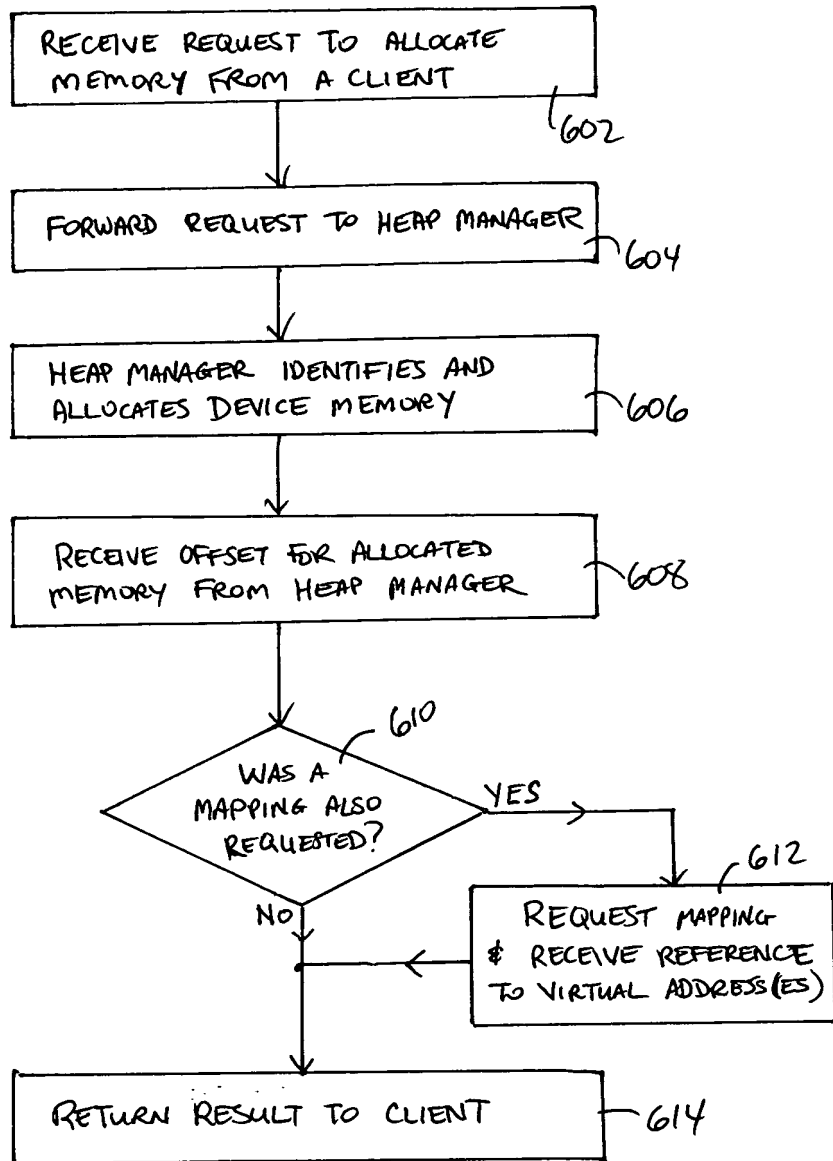 RECEIVE REQUEST TO ALLOCATE
MEMORY FROM A CLIENT
602
FORWARD REQUEST TO HEAP MANAGER
604
HEAP MANAGER IDENTIFIES AND
ALLOCATES DEVICE MEMORY
606
RECEIVE OFFSET FOR ALLOCATED
MEMORY FROM HEAP MANAGER
608
610
WAS A
MAPPING ALSO
REQUESTED?
YES
NO
612
REQUEST MAPPING
& RECEIVE REFERENCE
TO VIRTUAL ADDRESS(ES)
RETURN RESULT TO CLIENT
614